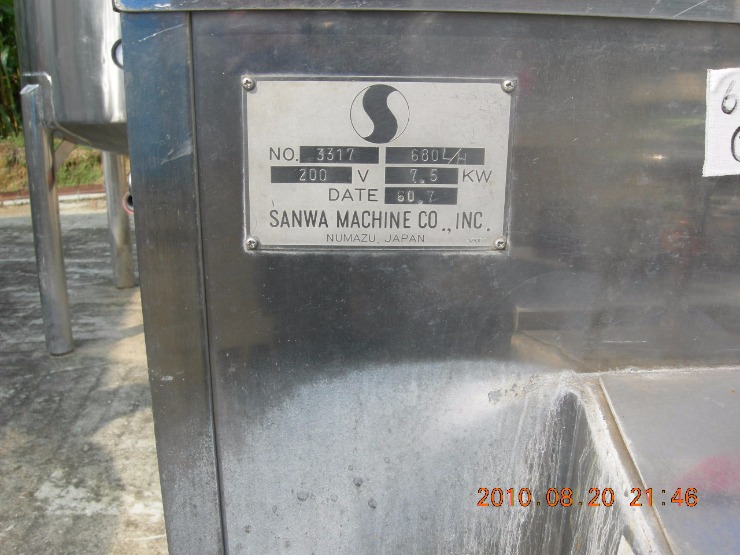 NO. 3317 680L/H
200 V 7.5 KW
DATE 60.7
SANWA MACHINE CO., INC.
NUMAZU, JAPAN
6
2010.08.20 21:46